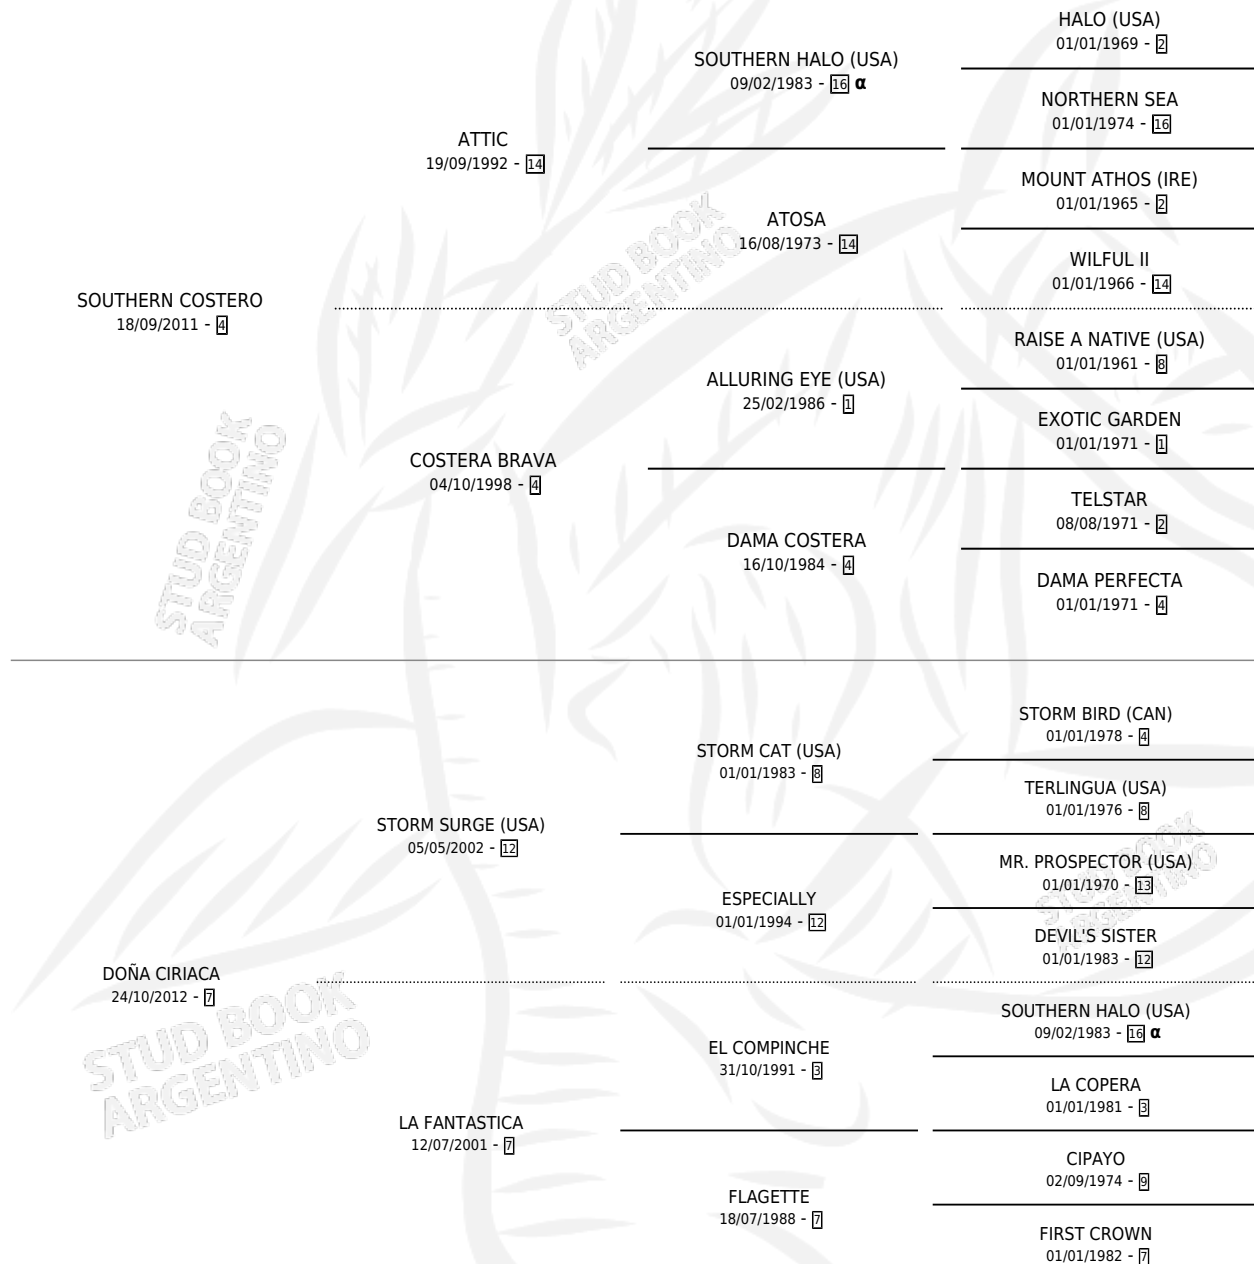 HALO (USA)
01/01/1969 - 2
SOUTHERN HALO (USA)
09/02/1983 - 16 α
NORTHERN SEA
01/01/1974 - 16
ATTIC
19/09/1992 - 14
MOUNT ATHOS (IRE)
01/01/1965 - 2
ATOSA
16/08/1973 - 14
WILFUL II
01/01/1966 - 14
SOUTHERN COSTERO
18/09/2011 - 4
RAISE A NATIVE (USA)
01/01/1961 - 8
ALLURING EYE (USA)
25/02/1986 - 1
EXOTIC GARDEN
01/01/1971 - 1
COSTERA BRAVA
04/10/1998 - 4
TELSTAR
08/08/1971 - 2
DAMA COSTERA
16/10/1984 - 4
DAMA PERFECTA
01/01/1971 - 4
STORM BIRD (CAN)
01/01/1978 - 4
STORM CAT (USA)
01/01/1983 - 8
TERLINGUA (USA)
01/01/1976 - 8
STORM SURGE (USA)
05/05/2002 - 12
MR. PROSPECTOR (USA)
01/01/1970 - 13
ESPECIALLY
01/01/1994 - 12
DEVIL'S SISTER
01/01/1983 - 12
DOÑA CIRIACA
24/10/2012 - 7
SOUTHERN HALO (USA)
09/02/1983 - 16 α
EL COMPINCHE
31/10/1991 - 3
LA COPERA
01/01/1981 - 3
LA FANTASTICA
12/07/2001 - 7
CIPAYO
02/09/1974 - 9
FLAGETTE
18/07/1988 - 7
FIRST CROWN
01/01/1982 - 7
STUD BOOK
ARGENTINO
STUD BOOK
ARGENTINO
STUD BOOK
ARGENTINO
STUD BOOK
ARGENTINO